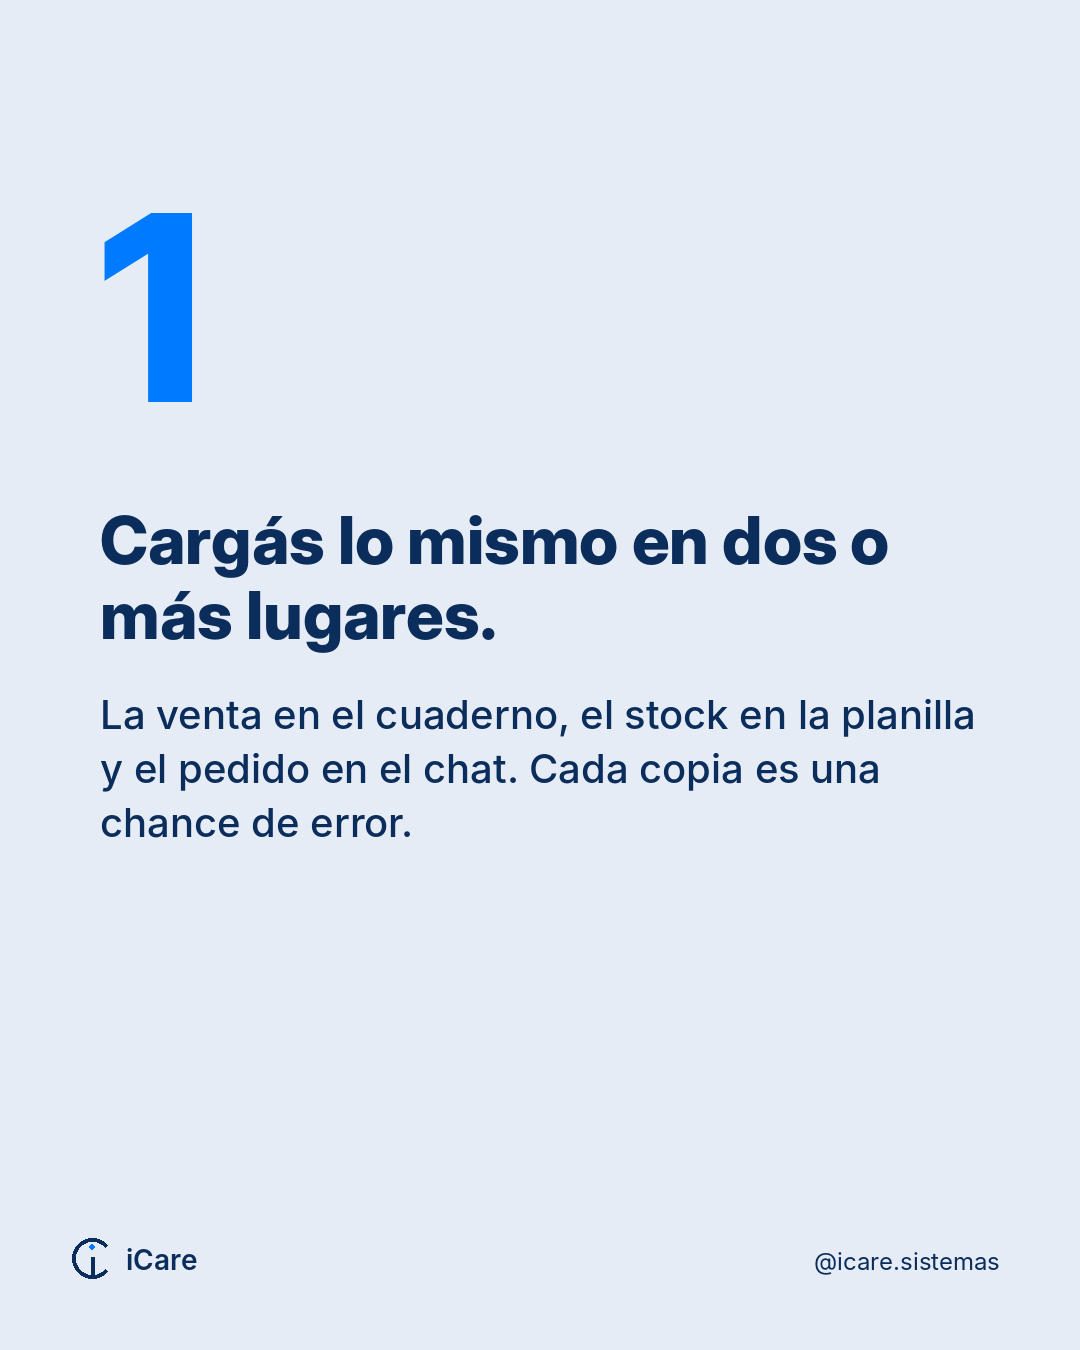 1
Cargás lo mismo en dos o
más lugares.
La venta en el cuaderno, el stock en la planilla
y el pedido en el chat. Cada copia es una
chance de error.
iCare
@icare.sistemas